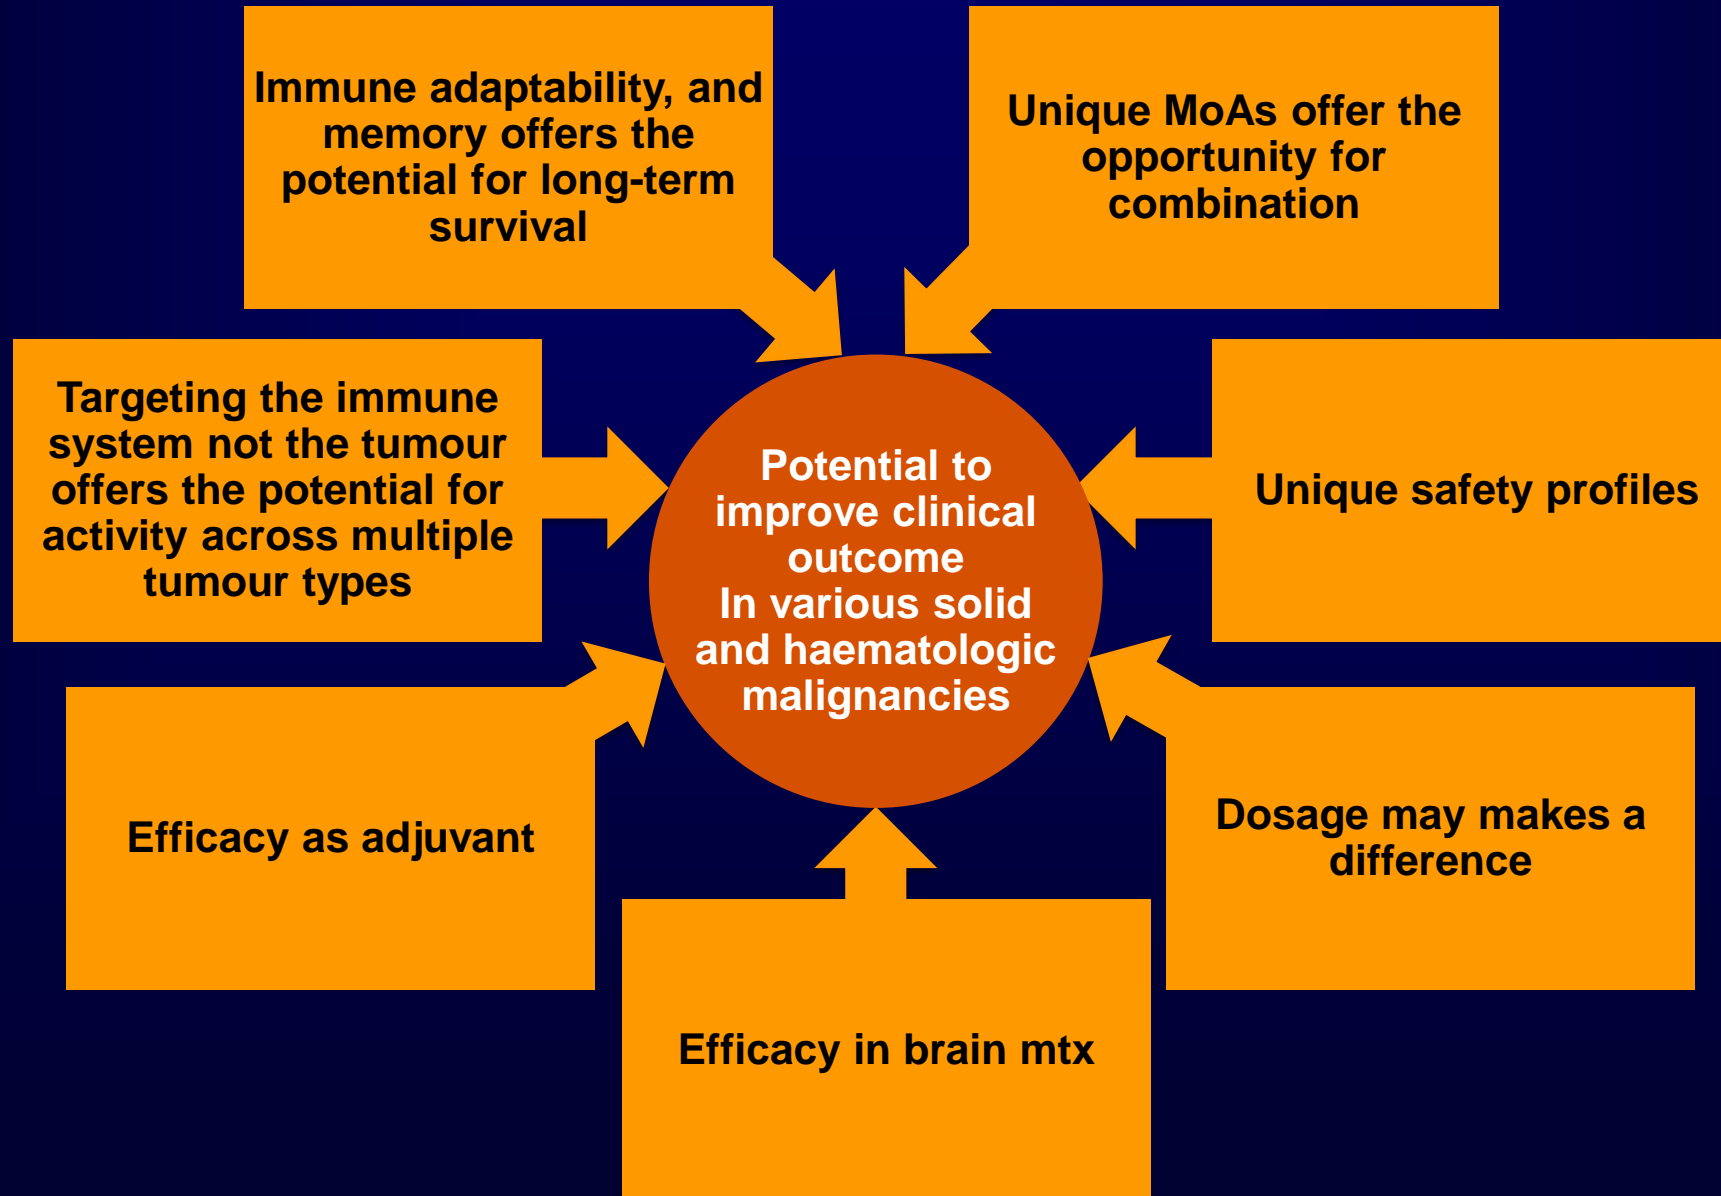 Immune adaptability, and
memory offers the
potential for long-term
survival
Unique MoAs offer the
opportunity for
combination
Targeting the immune
system not the tumour
offers the potential for
activity across multiple
tumour types
Potential to
improve clinical
outcome
In various solid
and haematologic
malignancies
Unique safety profiles
Efficacy as adjuvant
Dosage may makes a
difference
Efficacy in brain mtx